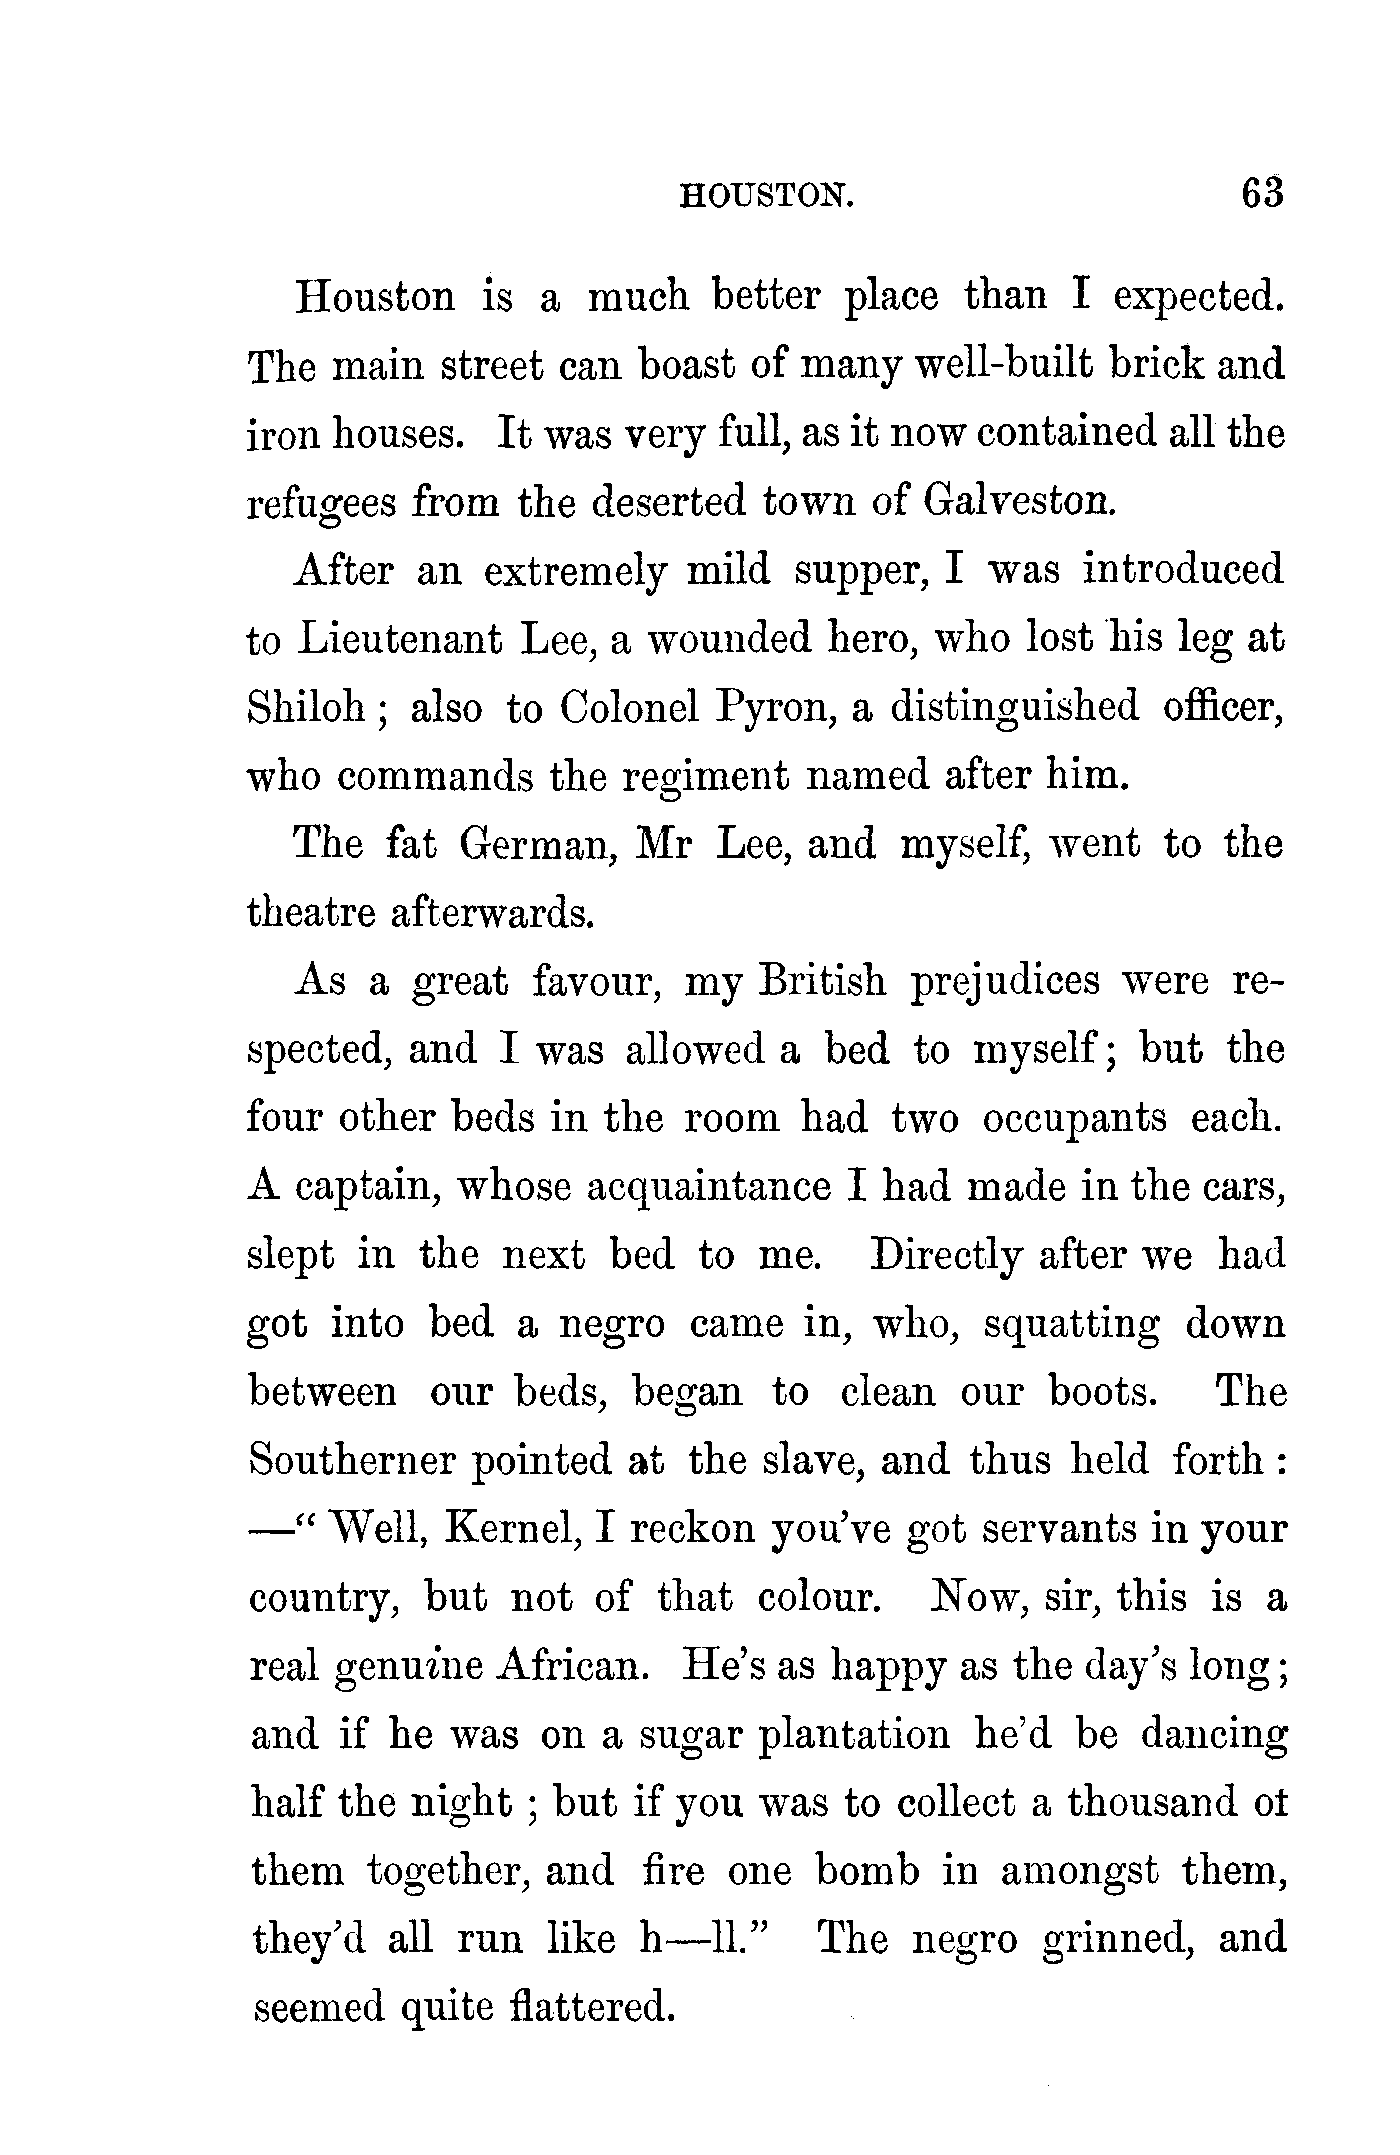 HOUSTON. 63
Houston is a much better place than I expected.
The main street can boast of many well-built brick and
iron houses. It was very full, as it now contained all the
refugees from the deserted town of Galveston.
After an extremely mild supper, I was introduced
to Lieutenant Lee, a wounded hero, who lost his leg at
Shiloh ; also to Colonel Pyron, a distinguished officer,
who commands the regiment named after him.
The fat German, Mr Lee, and myself, went to the
theatre afterwards.
As a great favour, my British prejudices were re-
spected, and I was allowed a bed to myself ; but the
four other beds in the room had two occupants each.
A captain, whose acquaintance I had made in the cars,
slept in the next bed to me. Directly after we had
got into bed a negro came in, who, squatting down
between our beds, began to clean our boots. The
Southerner pointed at the slave, and thus held forth :
—“ Well, Kernel, I reckon you’ve got servants in your
country, but not of that colour. Now, sir, this is a
real genuine African. He’s as happy as the day’s long ;
and if he was on a sugar plantation he’d be dancing
half the night ; but if you was to collect a thousand of
them together, and fire one bomb in amongst them,
they’d all run like h—ll.” The negro grinned, and
seemed quite flattered.